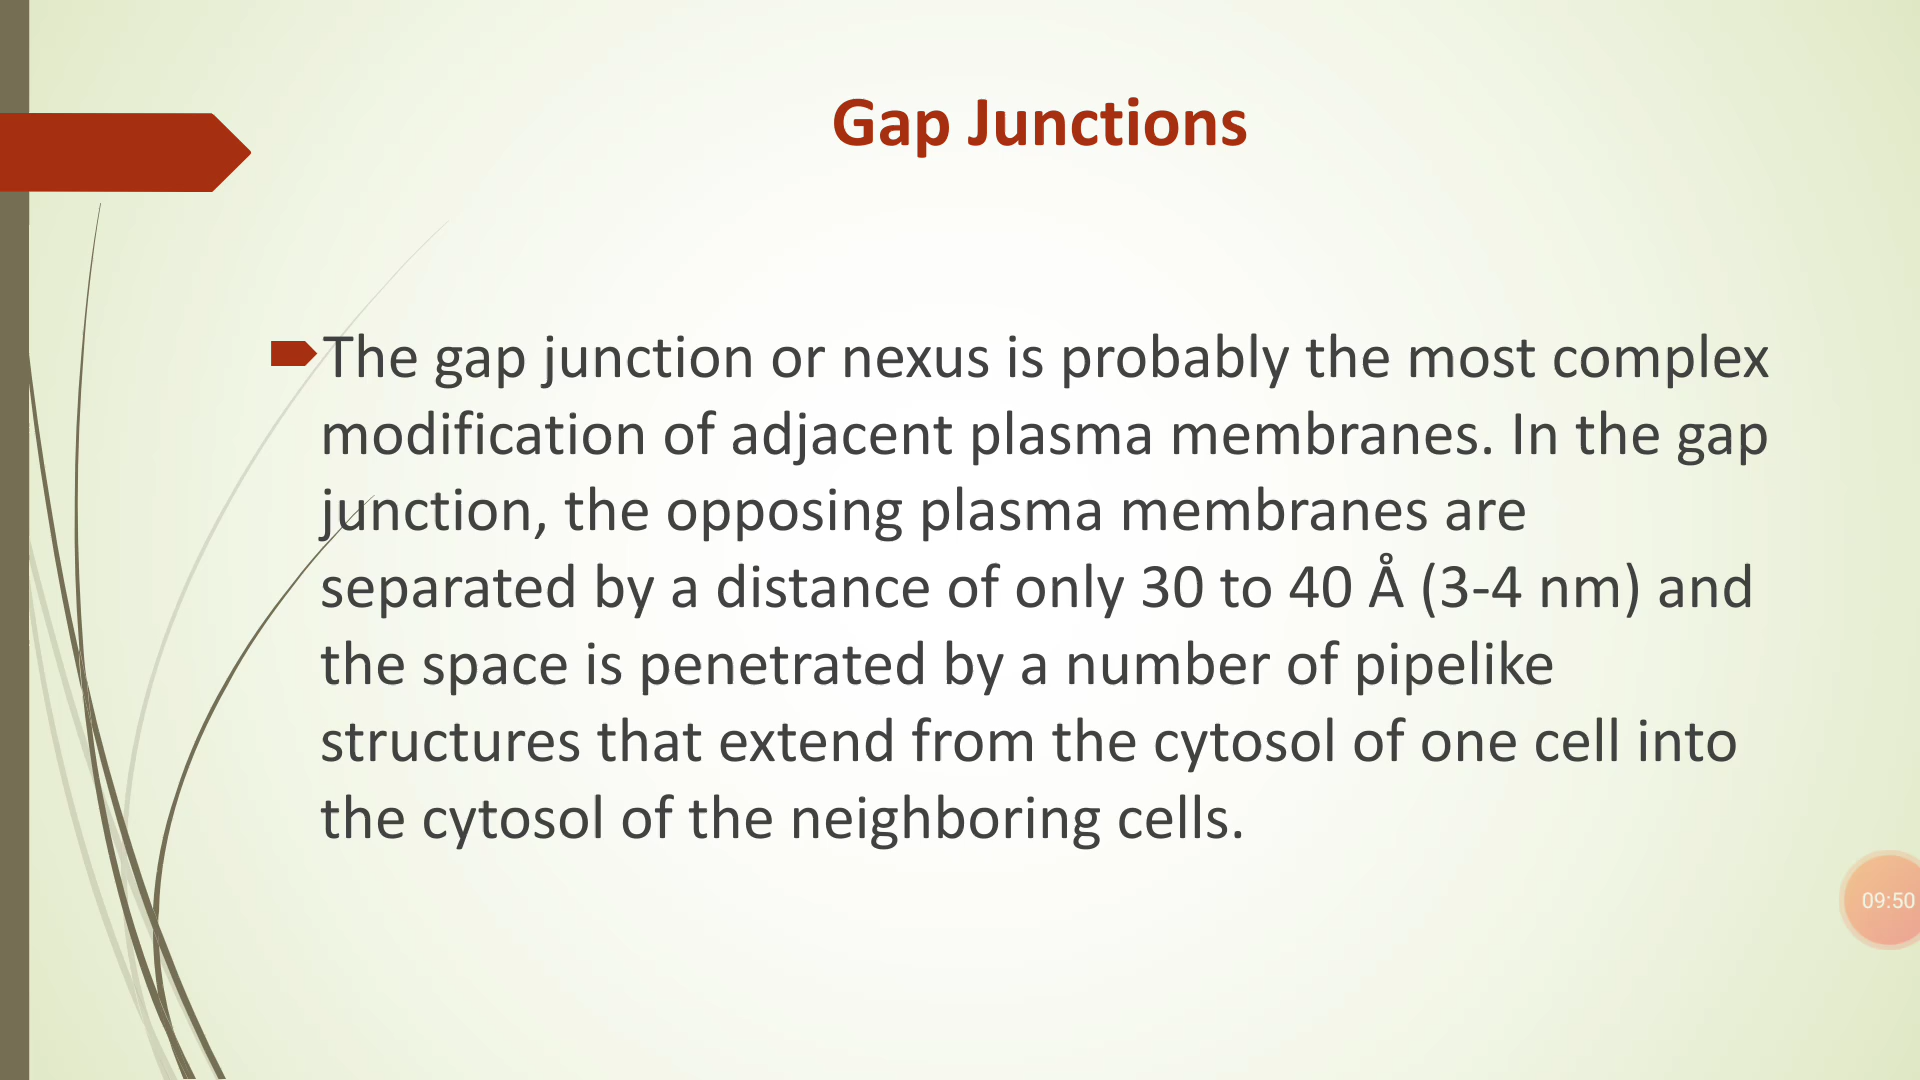 Gap Junctions
The gap junction or nexus is probably the most complex
modification of adjacent plasma membranes. In the gap
junction, the opposing plasma membranes are
separated by a distance of only 30 to 40 Å (3-4 nm) and
the space is penetrated by a number of pipelike
structures that extend from the cytosol of one cell into
the cytosol of the neighboring cells.
09:50